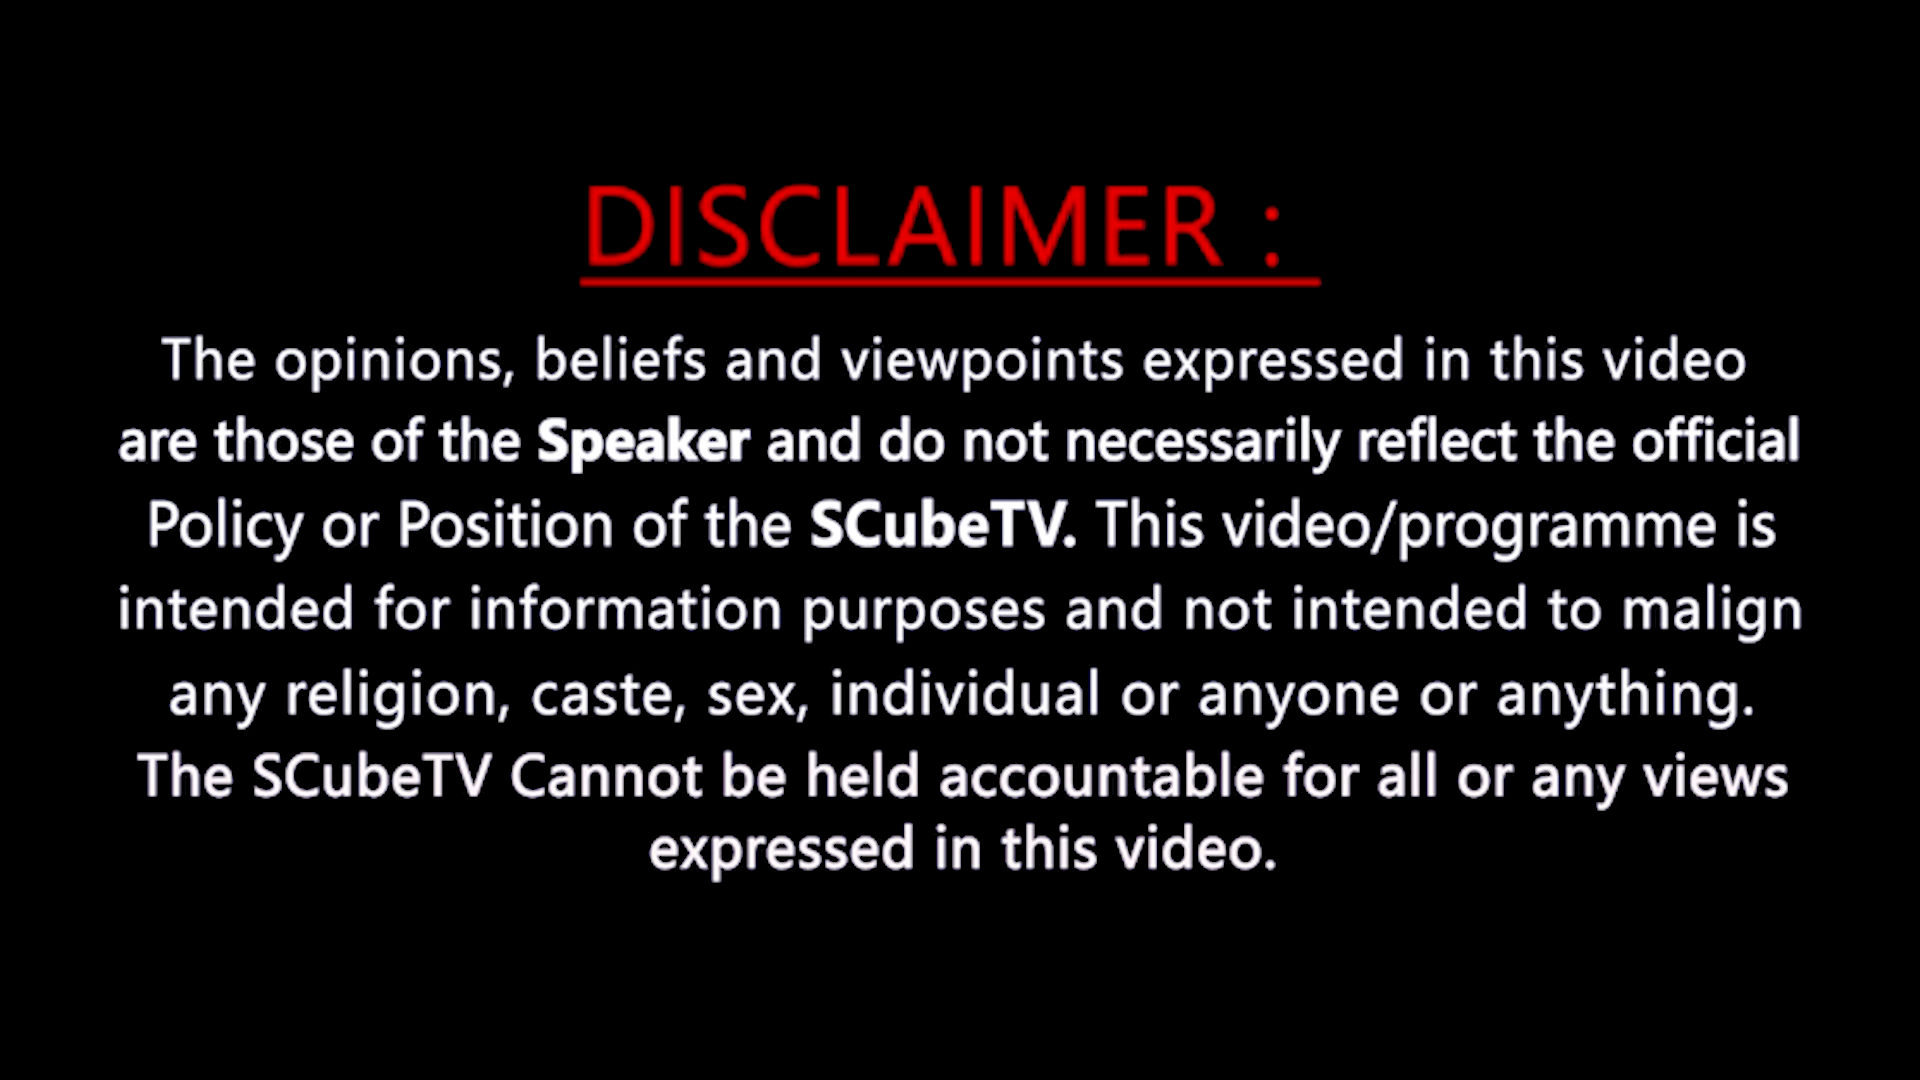 DISCLAIMER :
The opinions, beliefs and viewpoints expressed in this video
are those of the Speaker and do not necessarily reflect the official
Policy or Position of the SCubeTV. This video/programme is
intended for information purposes and not intended to malign
any religion, caste, sex, individual or anyone or anything.
The SCubeTV Cannot be held accountable for all or any views
expressed in this video.